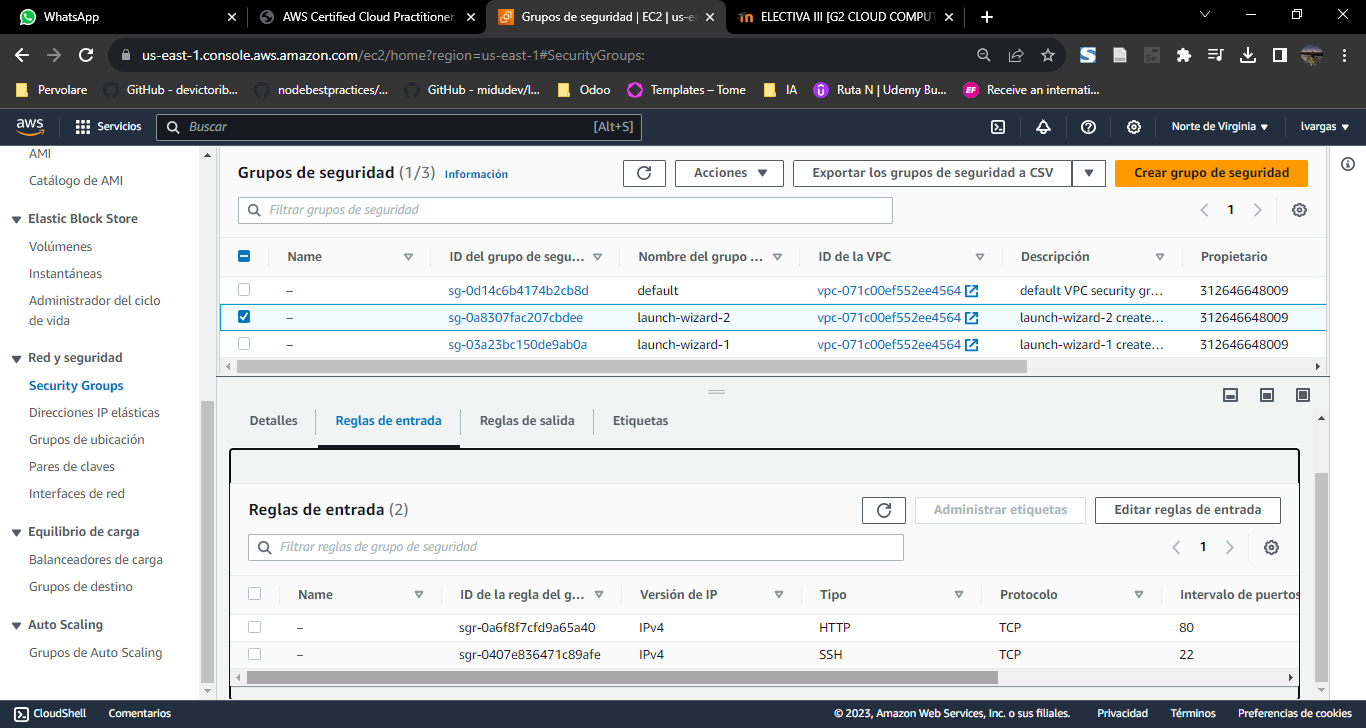 WhatsApp
AWS Certified Cloud Practitioner
Grupos de seguridad | EC2 | us-ea
ELECTIVA III [G2 CLOUD COMPUT
us-east-1.console.aws.amazon.com/ec2/home?region=us-east-1#SecurityGroups:
Pervolare
GitHub - devictorib...
nodebestpractices/...
GitHub - midudev/l...
Odoo
Templates – Tome
IA
Ruta N | Udemy Bu...
EF
Receive an internati...
aws
Servicios
Buscar
[Alt+S]
Norte de Virginia
lvargas
AMI
Catálogo de AMI
Elastic Block Store
Volúmenes
Instantáneas
Administrador del ciclo
de vida
Red y seguridad
Security Groups
Direcciones IP elásticas
Grupos de ubicación
Pares de claves
Interfaces de red
Equilibrio de carga
Balanceadores de carga
Grupos de destino
Auto Scaling
Grupos de Auto Scaling
Grupos de seguridad (1/3) Información
Acciones
Exportar los grupos de seguridad a CSV
Crear grupo de seguridad
Filtrar grupos de seguridad
1
Name ID del grupo de segu... Nombre del grupo ... ID de la VPC Descripción Propietario
– sg-0d14c6b4174b2cb8d default vpc-071c00ef552ee4564 default VPC security gr... 312646648009
– sg-0a8307fac207cbdee launch-wizard-2 vpc-071c00ef552ee4564 launch-wizard-2 create... 312646648009
– sg-03a23bc150de9ab0a launch-wizard-1 vpc-071c00ef552ee4564 launch-wizard-1 create... 312646648009
Detalles
Reglas de entrada
Reglas de salida
Etiquetas
Reglas de entrada (2)
Administrar etiquetas
Editar reglas de entrada
Filtrar reglas de grupo de seguridad
1
Name ID de la regla del g... Versión de IP Tipo Protocolo Intervalo de puertos
– sgr-0a6f8f7cfd9a65a40 IPv4 HTTP TCP 80
– sgr-0407e836471c89afe IPv4 SSH TCP 22
CloudShell
Comentarios
© 2023, Amazon Web Services, Inc. o sus filiales.
Privacidad
Términos
Preferencias de cookies